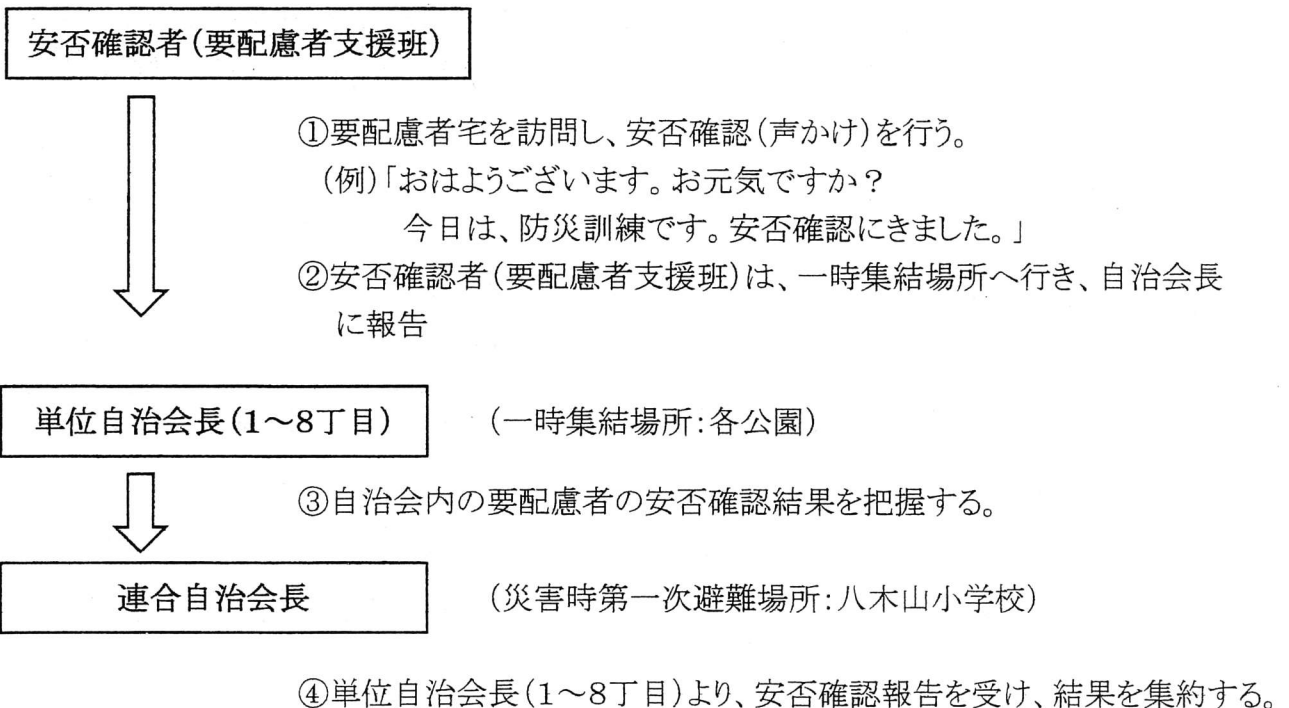 安否確認者(要配慮者支援班)
①要配慮者宅を訪問し、安否確認(声かけ)を行う。
(例)「おはようございます。お元気ですか？
今日は、防災訓練です。安否確認にきました。」
②安否確認者(要配慮者支援班)は、一時集結場所へ行き、自治会長
に報告
単位自治会長(1～8丁目) (一時集結場所:各公園)
③自治会内の要配慮者の安否確認結果を把握する。
連合自治会長 (災害時第一次避難場所:八木山小学校)
④単位自治会長(1～8丁目)より、安否確認報告を受け、結果を集約する。